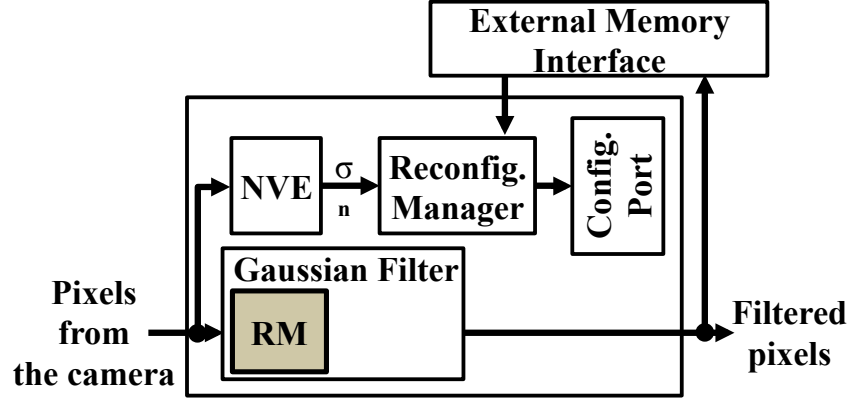 External Memory
Interface
NVE
σ
n
Reconfig.
Manager
Config.
Port
Gaussian Filter
RM
Pixels
from
the camera
Filtered
pixels